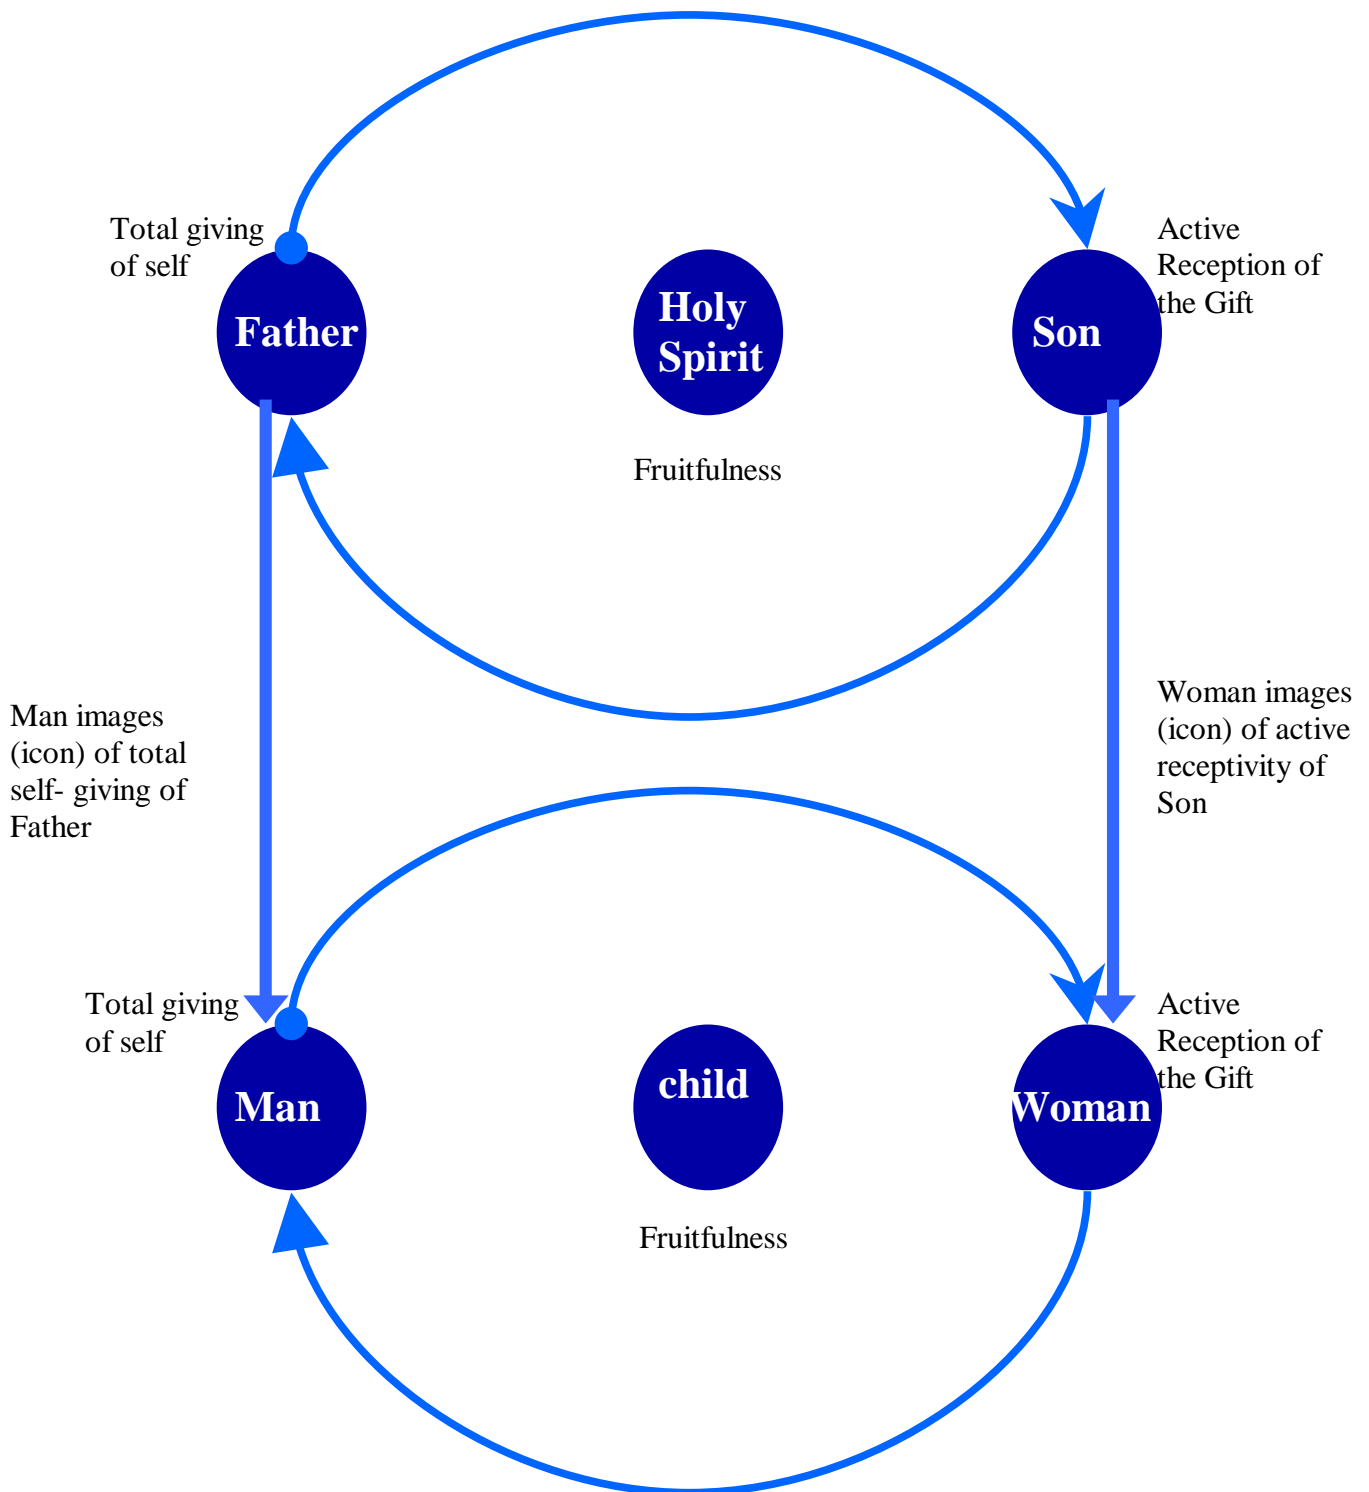 Total giving
of self
Active
Reception of
the Gift
Father
Holy
Spirit
Son
Fruitfulness
Man images
(icon) of total
self- giving of
Father
Woman images
(icon) of active
receptivity of
Son
Total giving
of self
Active
Reception of
the Gift
Man
child
Woman
Fruitfulness